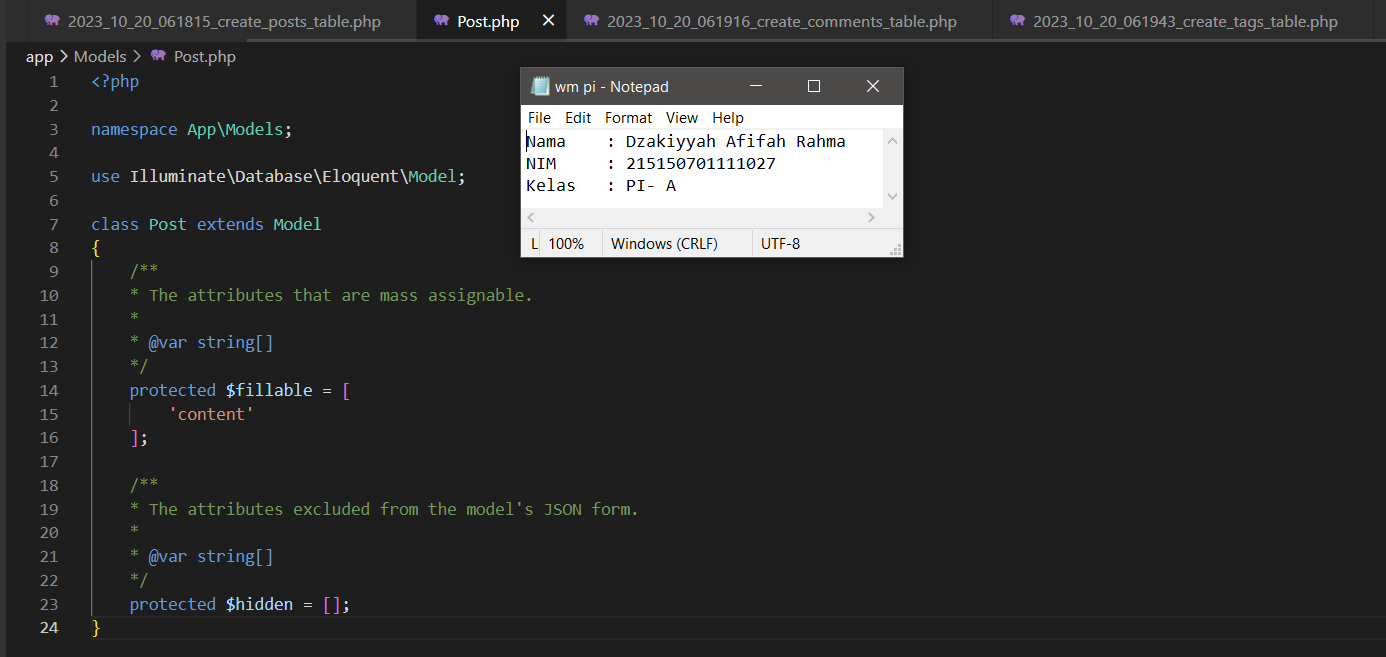 2023_10_20_061815_create_posts_table.php
Post.php
2023_10_20_061916_create_comments_table.php
2023_10_20_061943_create_tags_table.php
app > Models > Post.php
1 <?php
2
3 namespace App\Models;
4
5 use Illuminate\Database\Eloquent\Model;
6
7 class Post extends Model
8 {
9 /**
10 * The attributes that are mass assignable.
11 *
12 * @var string[]
13 */
14 protected $fillable = [
15 'content'
16 ];
17
18 /**
19 * The attributes excluded from the model's JSON form.
20 *
21 * @var string[]
22 */
23 protected $hidden = [];
24 }
wm pi - Notepad
File Edit Format View Help
Nama : Dzakiyyah Afifah Rahma
NIM : 215150701111027
Kelas : PI- A
L 100% Windows (CRLF) UTF-8